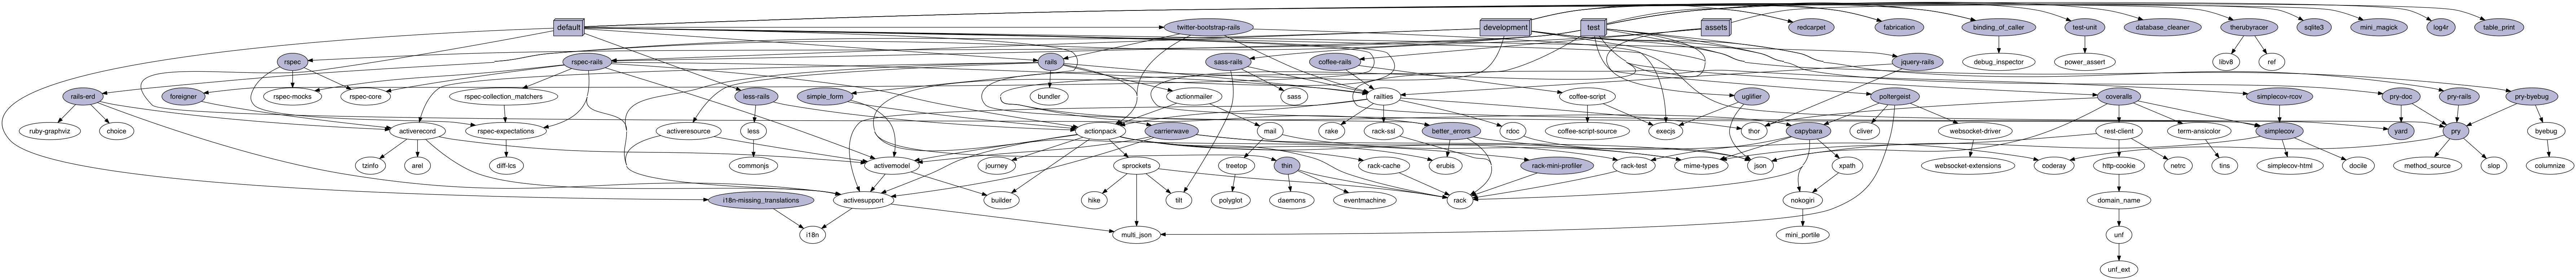 default
twitter-bootstrap-rails
development
test
assets
redcarpet
fabrication
binding_of_caller
test-unit
database_cleaner
therubyracer
sqlite3
mini_magick
log4r
table_print
rspec
rspec-rails
rails
sass-rails
coffee-rails
jquery-rails
debug_inspector
power_assert
libv8
ref
rails-erd
foreigner
rspec-mocks
rspec-core
rspec-collection_matchers
less-rails
simple_form
bundler
actionmailer
sass
railties
coffee-script
uglifier
poltergeist
coveralls
simplecov-rcov
pry-doc
pry-rails
pry-byebug
ruby-graphviz
choice
activerecord
rspec-expectations
activeresource
less
actionpack
carrierwave
mail
rake
rack-ssl
better_errors
rdoc
coffee-script-source
execjs
thor
capybara
cliver
websocket-driver
rest-client
term-ansicolor
simplecov
yard
pry
byebug
tzinfo
arel
diff-lcs
commonjs
activemodel
journey
sprockets
treetop
thin
rack-cache
erubis
rack-mini-profiler
rack-test
mime-types
json
xpath
websocket-extensions
coderay
http-cookie
netrc
tins
simplecov-html
docile
method_source
slop
columnize
i18n-missing_translations
activesupport
builder
hike
tilt
polyglot
daemons
eventmachine
rack
nokogiri
domain_name
i18n
multi_json
mini_portile
unf
unf_ext